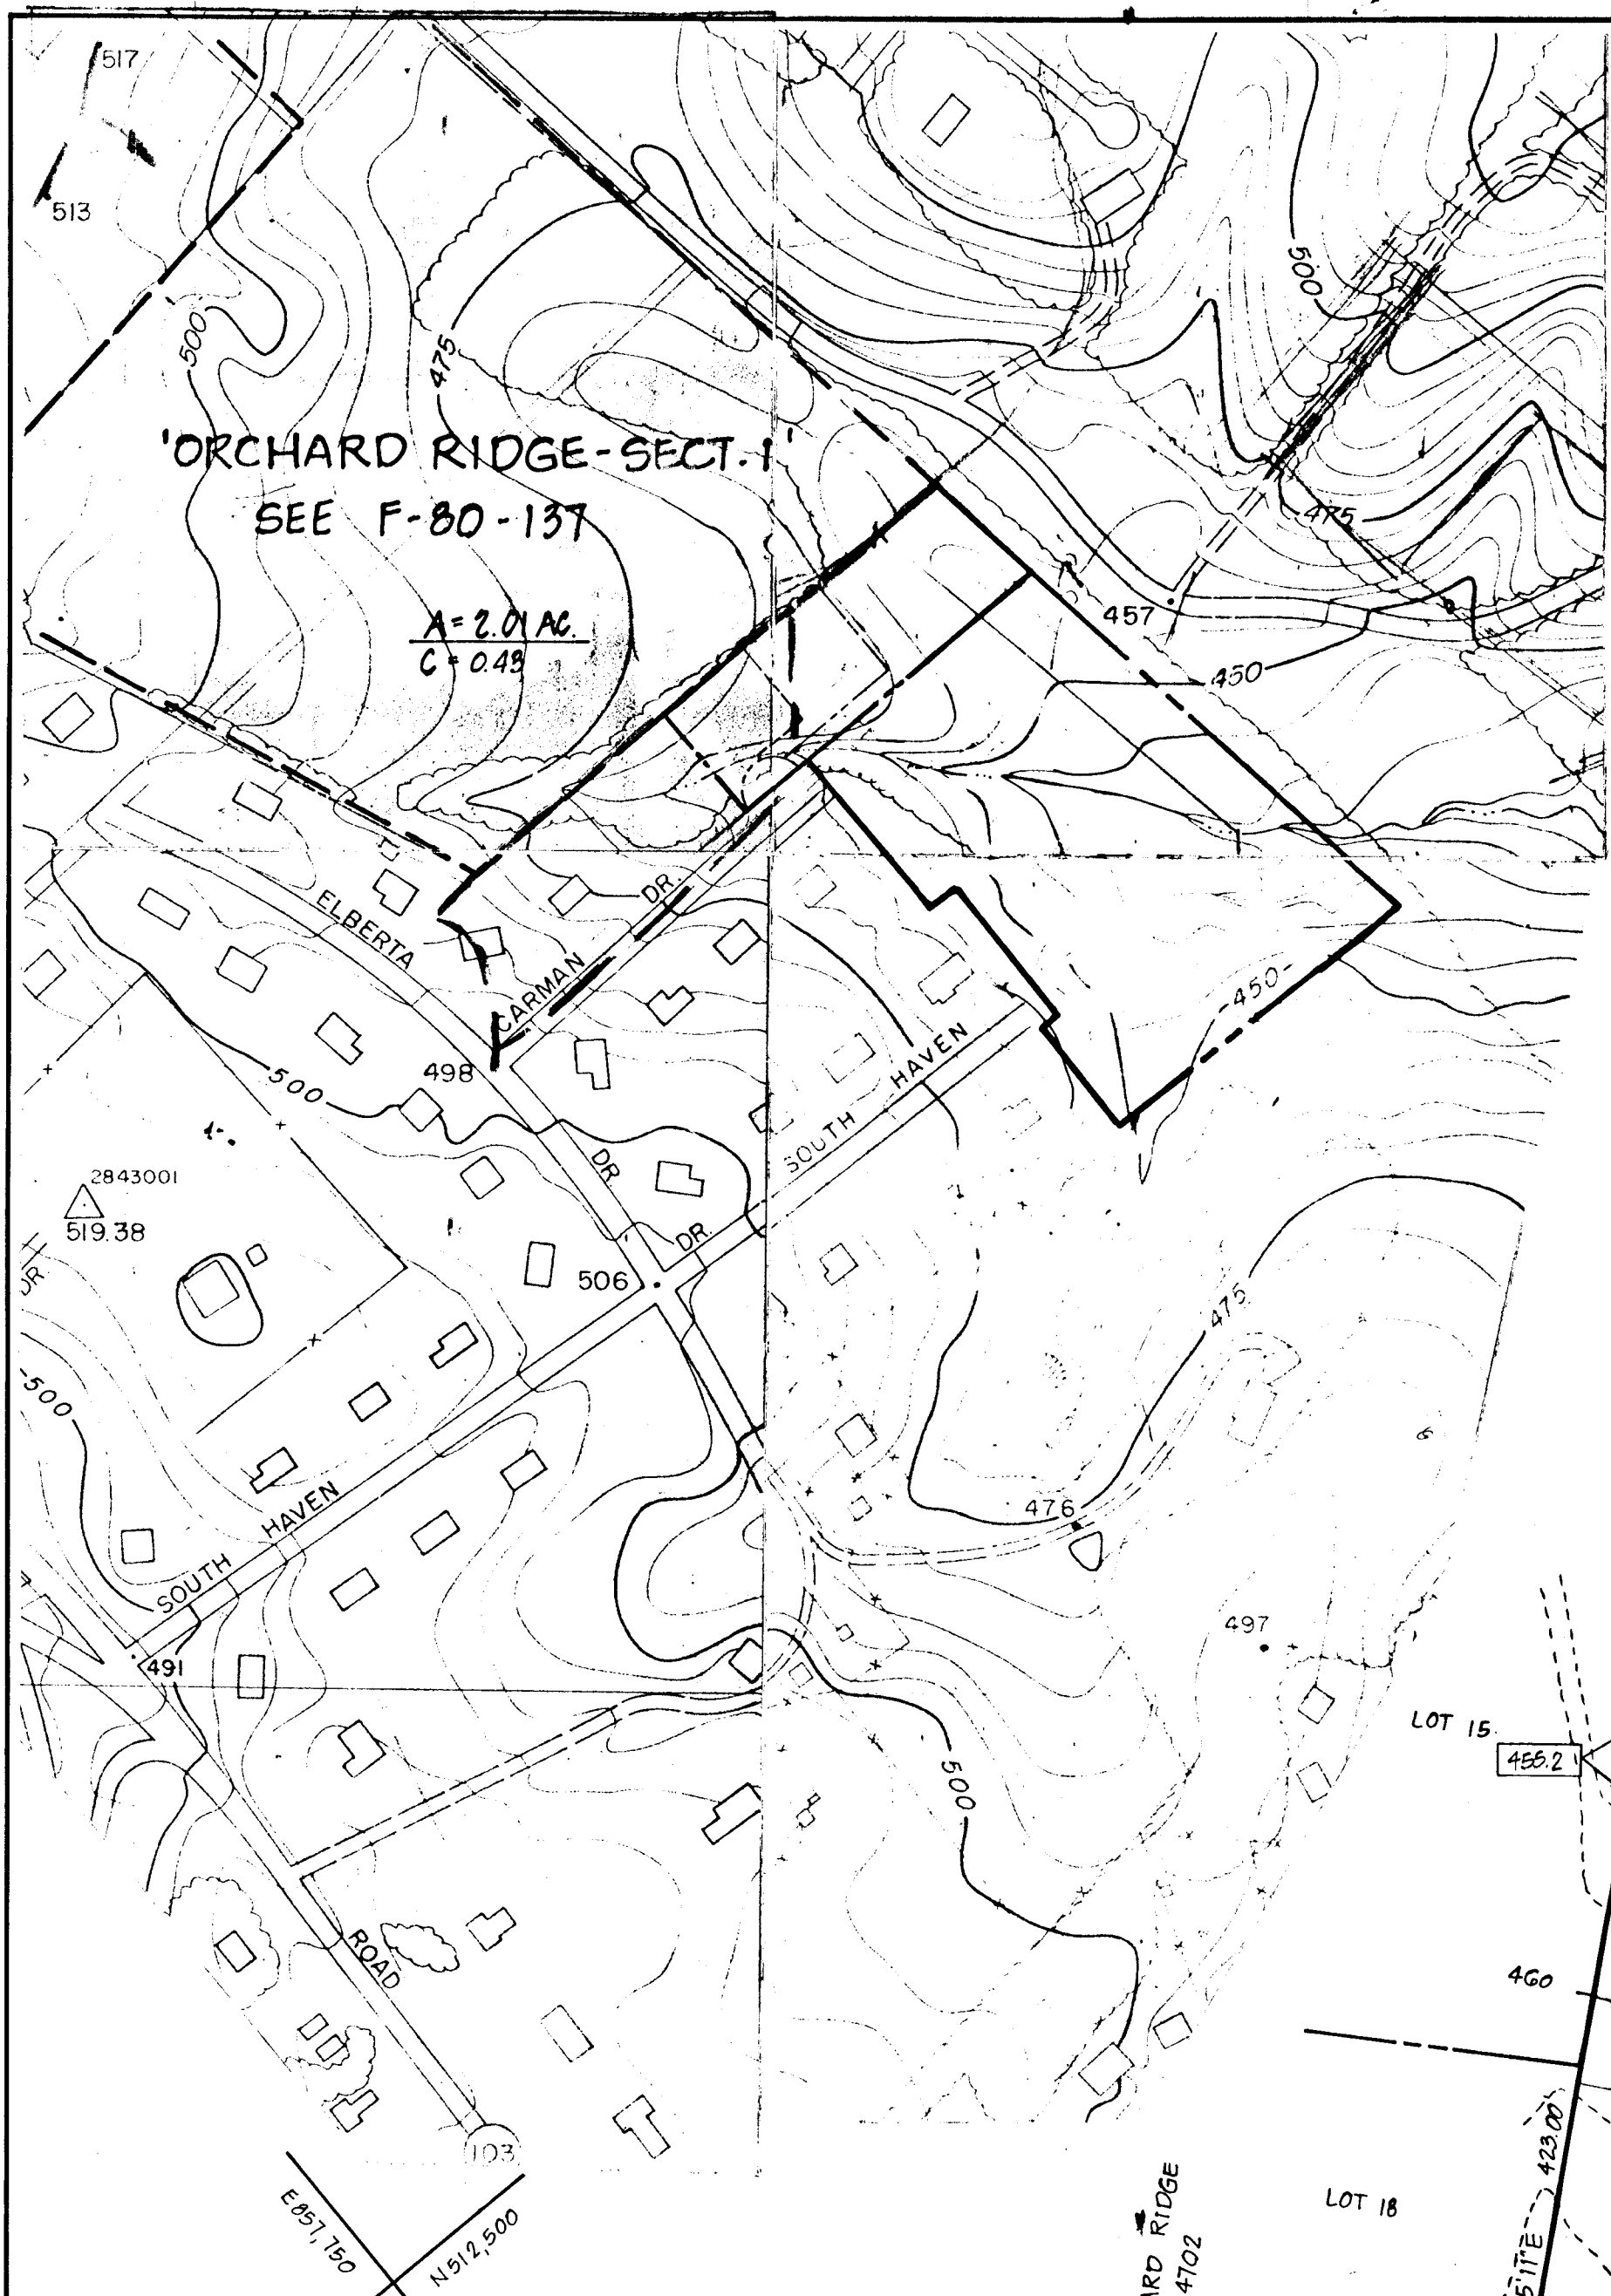 517
513
500
475
500
'ORCHARD RIDGE-SECT. 1'
SEE F-80-137
475
A = 2.01 AC.
C = 0.43
457
450
ELBERTA
DR.
CARMAN
DR.
450
498
500
SOUTH HAVEN
DR.
2843001
519.38
506
475
500
SOUTH HAVEN
476
491
497
LOT 15
455.2
500
ROAD
460
103
423.00'
E 857,750
N 512,500
LOT 18
RIDGE
4702